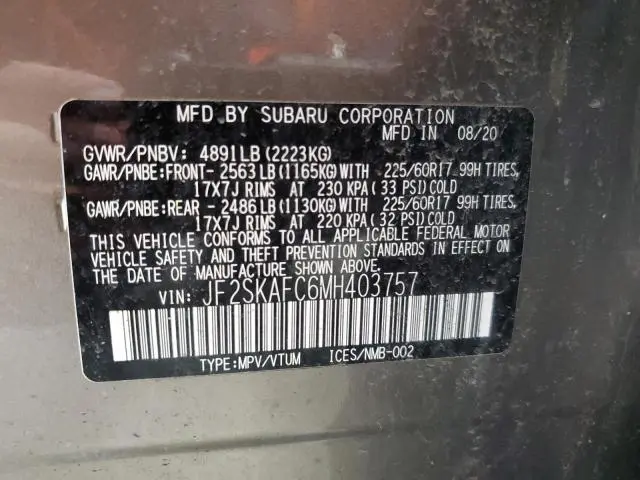 MFD BY SUBARU CORPORATION
MFD IN 08/20
GVWR/PNBV: 4891LB (2223KG)
GAWR/PNBE:FRONT- 2563LB(1165KG)WITH 225/60R17 99H TIRES,
17X7J RIMS AT 230 KPA( 33 PSI)COLD
GAWR/PNBE:REAR - 2486LB(1130KG)WITH 225/60R17 99H TIRES,
17X7J RIMS AT 220 KPA( 32 PSI)COLD
THIS VEHICLE CONFORMS TO ALL APPLICABLE FEDERAL MOTOR
VEHICLE SAFETY AND THEFT PREVENTION STANDARDS IN EFFECT ON
THE DATE OF MANUFACTURE SHOWN ABOVE.
VIN: JF2SKAFC6MH403757
TYPE:MPV/VTUM ICES/NMB-002